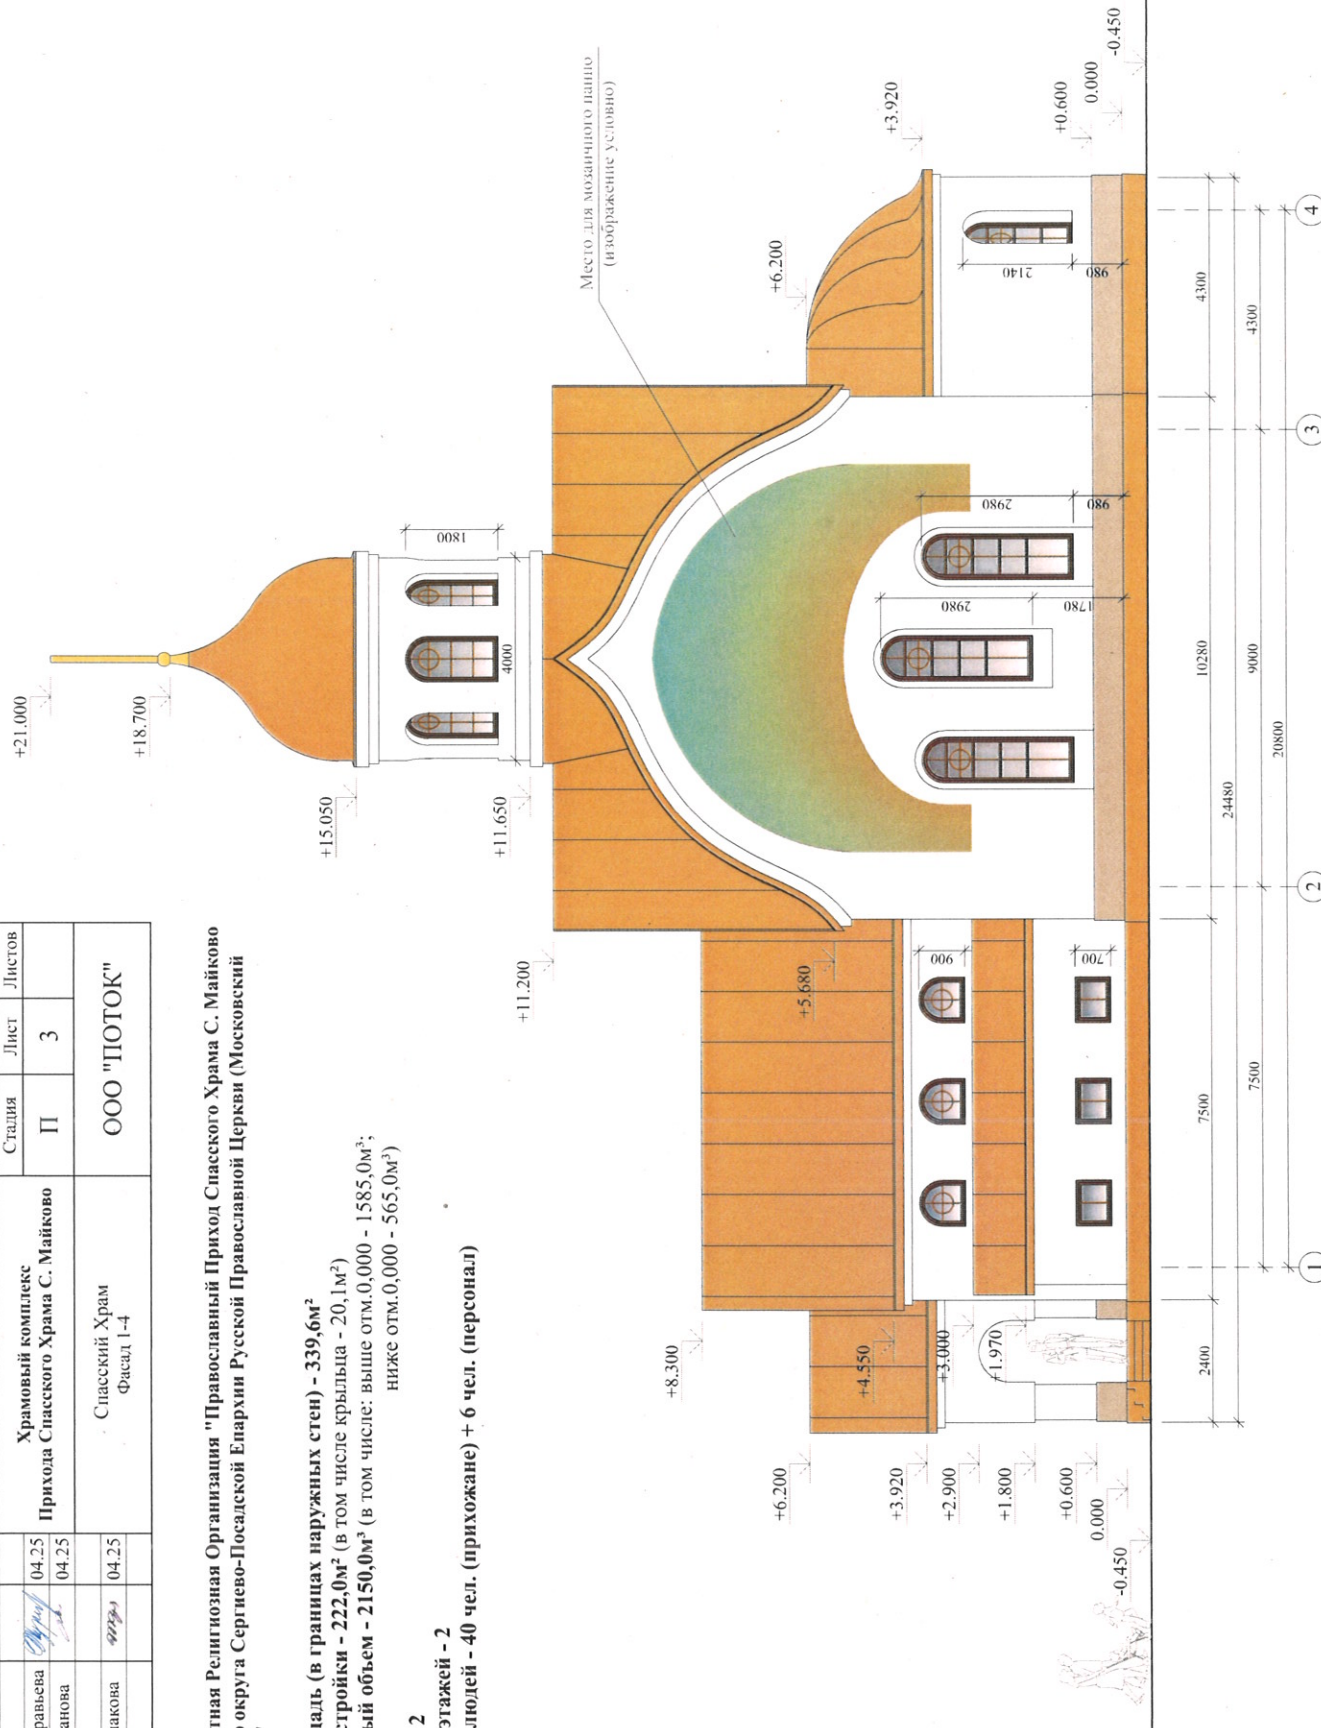 Стадия Лист Листов
Храмовый комплекс
Прихода Спасского Храма С. Майково
П 3
04.25
04.25
Спасский Храм
Фасад 1-4
ООО "ПОТОК"
04.25
Религиозная Организация "Православный Приход Спасского Храма С. Майково
округа Сергиево-Посадской Епархии Русской Православной Церкви (Московский
(в границах наружных стен) - 339,6м²
- 222,0м² (в том числе крыльца - 20,1м²)
объем - 2150,0м³ (в том числе: выше отм.0,000 - 1585,0м³;
ниже отм.0,000 - 565,0м³)
2
этажей - 2
людей - 40 чел. (прихожане) + 6 чел. (персонал)
Место для мозаичного панно
(изображение условно)
+21.000
+18.700
+15.050
+11.650
+11.200
+8.300
+6.200
+3.920
+2.900
+1.800
+0.600
0.000
-0.450
+4.550
+3.000
+1.970
+5.680
+6.200
+3.920
+0.600
0.000
-0.450
1800
4000
900
700
2980
1780
2980
980
2140
980
2400
7500
10280
4300
24480
7500
9000
4300
20800
1
2
3
4